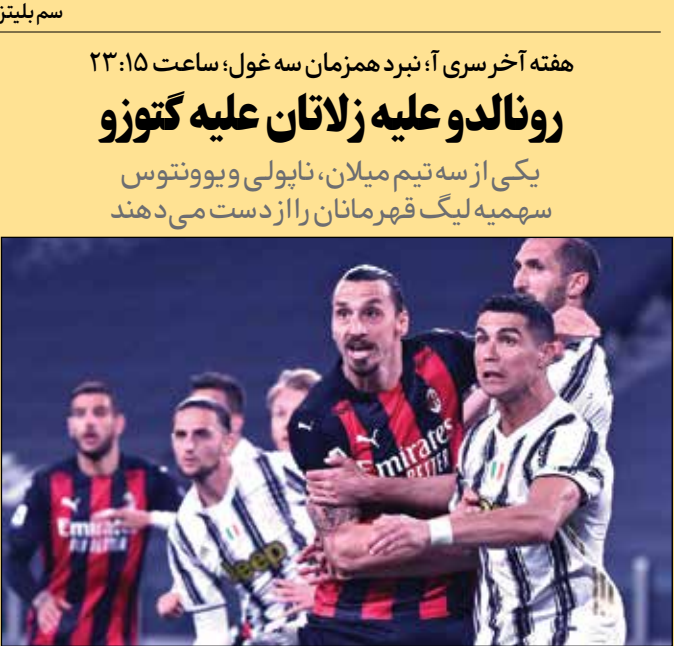 سم بلیتز
هفته آخر سری آ؛ نبرد همزمان سه غول؛ ساعت ۲۳:۱۵
رونالدو علیه زلاتان علیه گتوزو
یکی از سه تیم میلان، ناپولی و یوونتوس
سهمیه لیگ قهرمانان را از دست می‌دهند
Emirates
Emirates
Jeep